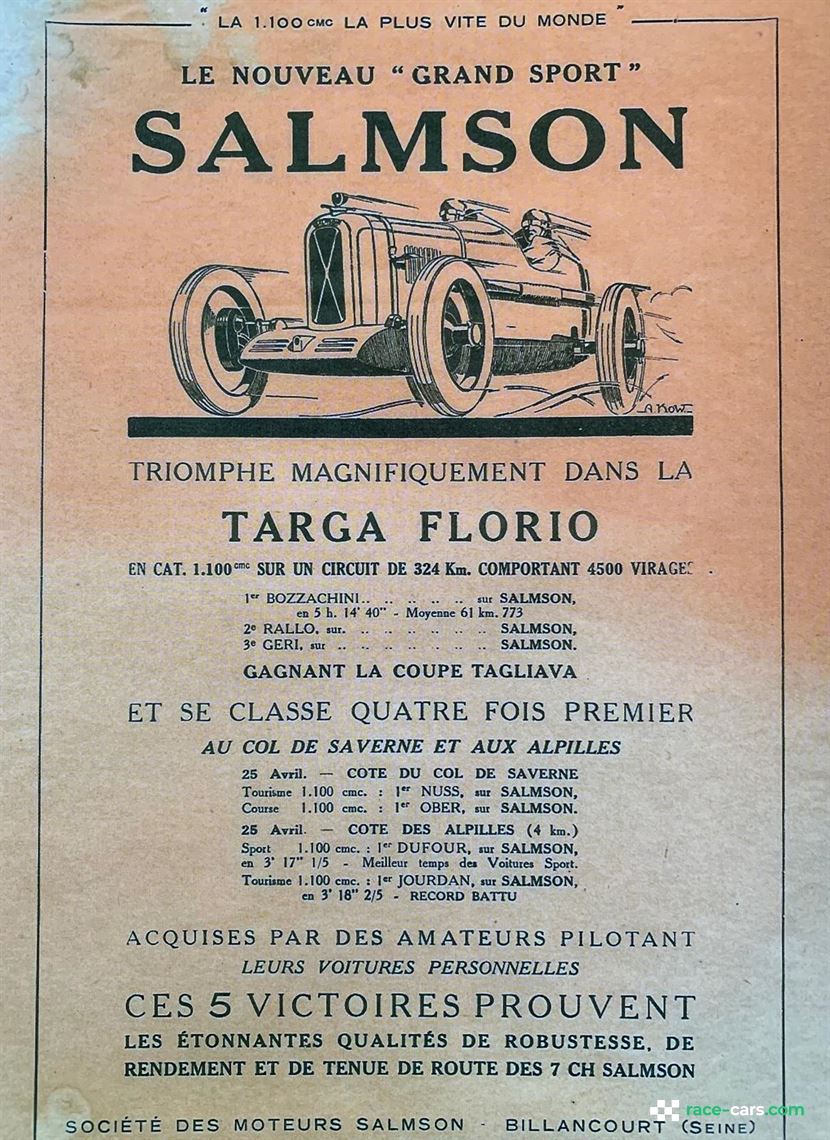 " LA 1.100 CMC LA PLUS VITE DU MONDE "
LE NOUVEAU "GRAND SPORT"
SALMSON
A. KOW
TRIOMPHE MAGNIFIQUEMENT DANS LA
TARGA FLORIO
EN CAT. 1.100cmc SUR UN CIRCUIT DE 324 Km. COMPORTANT 4500 VIRAGES .
1er BOZZACHINI.. .. .. .. .. sur SALMSON,
en 5 h. 14' 40" - Moyenne 61 km. 773
2e RALLO, sur. .. .. .. .. .. .. .. SALMSON,
3e GERI, sur .. .. .. .. .. .. .. .. SALMSON.
GAGNANT LA COUPE TAGLIAVA
ET SE CLASSE QUATRE FOIS PREMIER
AU COL DE SAVERNE ET AUX ALPILLES
25 Avril. — COTE DU COL DE SAVERNE
Tourisme 1.100 cmc. : 1er NUSS, sur SALMSON,
Course 1.100 cmc. : 1er OBER, sur SALMSON.
25 Avril. — COTE DES ALPILLES (4 km.)
Sport 1.100 cmc. : 1er DUFOUR, sur SALMSON,
en 3' 17" 1/5 - Meilleur temps des Voitures Sport.
Tourisme 1.100 cmc. : 1er JOURDAN, sur SALMSON,
en 3' 18" 2/5 - RECORD BATTU
ACQUISES PAR DES AMATEURS PILOTANT
LEURS VOITURES PERSONNELLES
CES 5 VICTOIRES PROUVENT
LES ÉTONNANTES QUALITÉS DE ROBUSTESSE, DE
RENDEMENT ET DE TENUE DE ROUTE DES 7 CH SALMSON
race-cars.com
SOCIÉTÉ DES MOTEURS SALMSON - BILLANCOURT (SEINE)